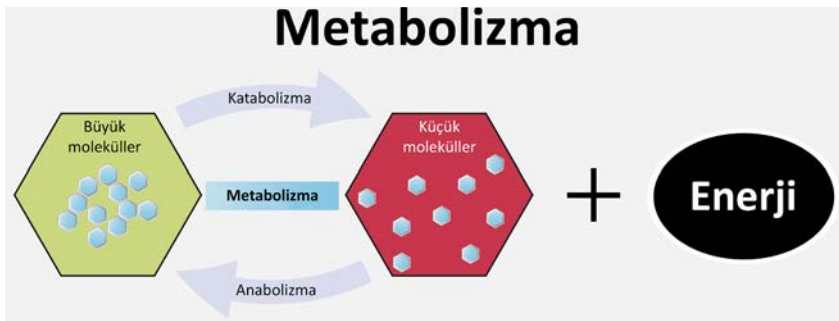 Metabolizma
Katabolizma
Büyük
moleküller
Küçük
moleküller
Metabolizma
Enerji
Anabolizma